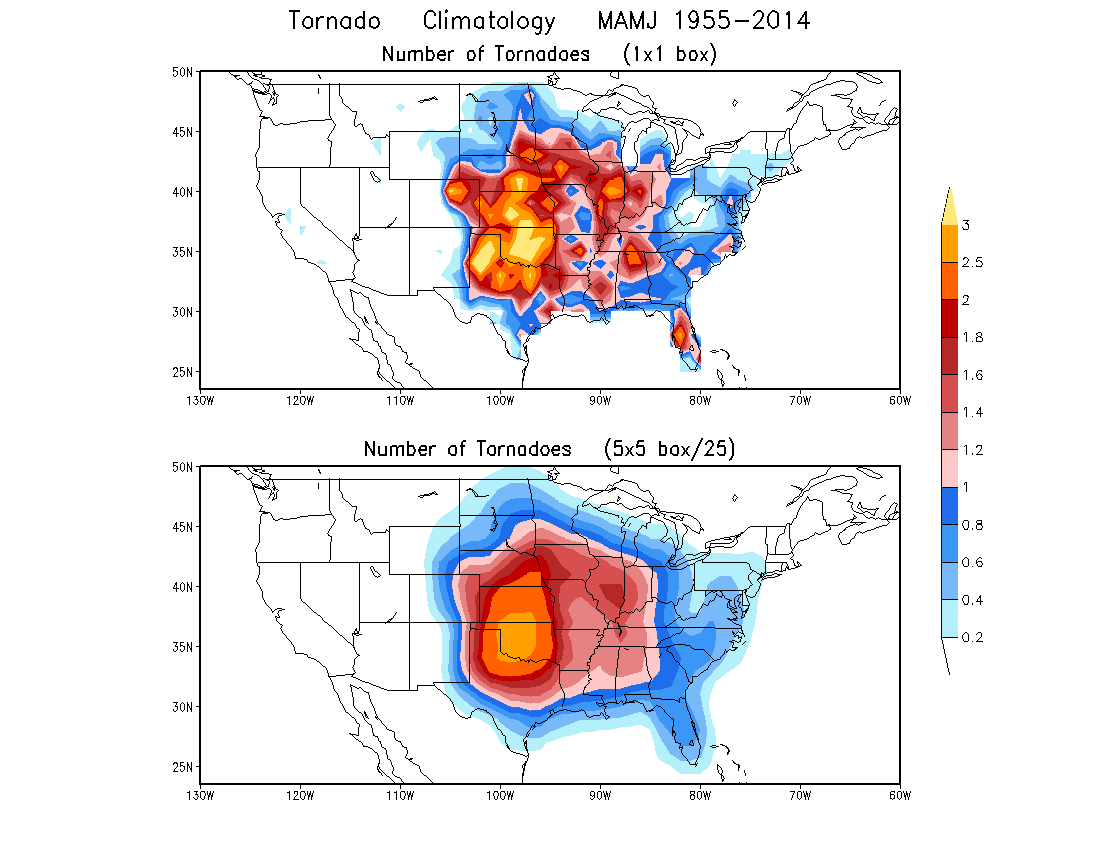 Tornado Climatology MAMJ 1955-2014
Number of Tornadoes (1x1 box)
50N
45N
40N
35N
30N
25N
130W 120W 110W 100W 90W 80W 70W 60W
Number of Tornadoes (5x5 box/25)
50N
45N
40N
35N
30N
25N
130W 120W 110W 100W 90W 80W 70W 60W
3
2.5
2
1.8
1.6
1.4
1.2
1
0.8
0.6
0.4
0.2